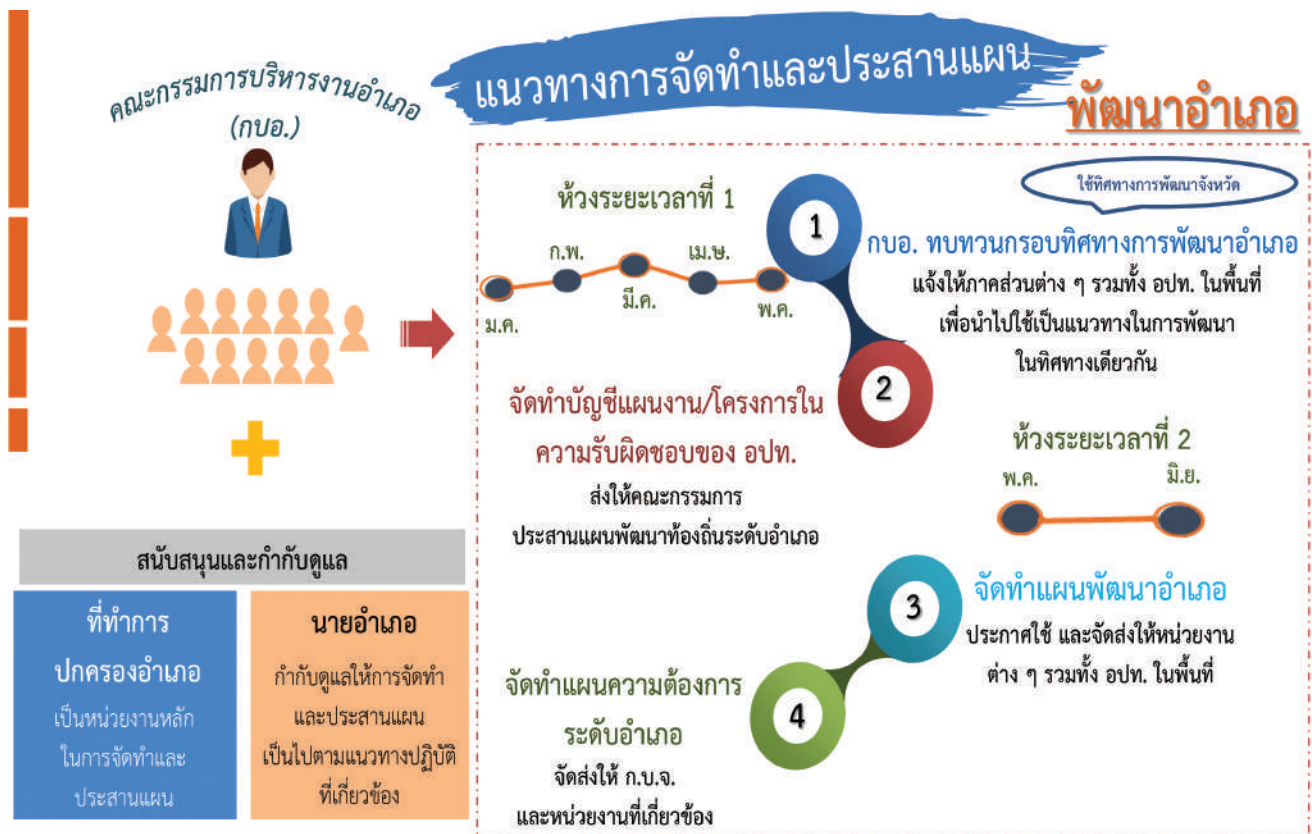 คณะกรรมการบริหารงานอำเภอ
(กบอ.)
แนวทางการจัดทำและประสานแผน
พัฒนาอำเภอ
ใช้ทิศทางการพัฒนาจังหวัด
ห้วงระยะเวลาที่ 1
ม.ค.
ก.พ.
มี.ค.
เม.ษ.
พ.ค.
1
กบอ. ทบทวนกรอบทิศทางการพัฒนาอำเภอ
แจ้งให้ภาคส่วนต่าง ๆ รวมทั้ง อปท. ในพื้นที่
เพื่อนำไปใช้เป็นแนวทางในการพัฒนา
ในทิศทางเดียวกัน
2
จัดทำบัญชีแผนงาน/โครงการใน
ความรับผิดชอบของ อปท.
ส่งให้คณะกรรมการ
ประสานแผนพัฒนาท้องถิ่นระดับอำเภอ
ห้วงระยะเวลาที่ 2
พ.ค.
มิ.ย.
3
จัดทำแผนพัฒนาอำเภอ
ประกาศใช้ และจัดส่งให้หน่วยงาน
ต่าง ๆ รวมทั้ง อปท. ในพื้นที่
4
จัดทำแผนความต้องการ
ระดับอำเภอ
จัดส่งให้ ก.บ.จ.
และหน่วยงานที่เกี่ยวข้อง
สนับสนุนและกำกับดูแล
ที่ทำการ
ปกครองอำเภอ
เป็นหน่วยงานหลัก
ในการจัดทำและ
ประสานแผน
นายอำเภอ
กำกับดูแลให้การจัดทำ
และประสานแผน
เป็นไปตามแนวทางปฏิบัติ
ที่เกี่ยวข้อง